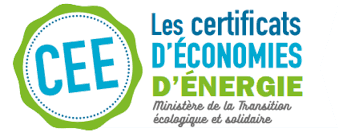 CEE
Les certificats
D'ÉCONOMIES
D'ÉNERGIE
Ministère de la Transition
écologique et solidaire